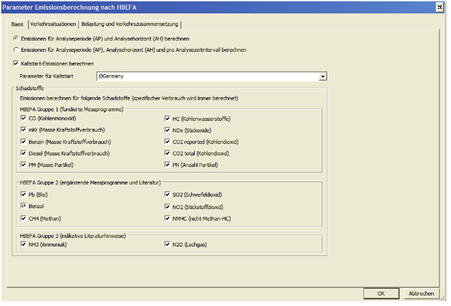 Parameter Emissionsberechnung nach HBEFA
Basis Verkehrssituationen Belastung und Verkehrszusammensetzung
Emissionen für Analyseperiode (AP) und Analysehorizont (AH) berechnen
Emissionen für Analyseperiode (AP), Analysehorizont (AH) und pro Analysezeitintervall berechnen
Kaltstart-Emissionen berechnen
Parameter für Kaltstart ØGermany
Schadstoffe
Emissionen berechnen für folgende Schadstoffe (spezifischer Verbrauch wird immer berechnet)
HBEFA Gruppe 1 (fundierte Messprogramme)
CO (Kohlenmonoxid) HC (Kohlenwasserstoffe)
mKr (Masse Kraftstoffverbrauch) NOx (Stickoxide)
Benzin (Masse Kraftstoffverbrauch) CO2 reported (Kohlendioxid)
Diesel (Masse Kraftstoffverbrauch) CO2 total (Kohlendioxid)
PM (Masse Partikel) PN (Anzahl Partikel)
HBEFA Gruppe 2 (ergänzende Messprogramme und Literatur)
Pb (Blei) SO2 (Schwefeldioxid)
Benzol NO2 (Stickstoffdioxid)
CH4 (Methan) NMHC (nicht-Methan-HC)
HBEFA Gruppe 3 (indikative Literaturhinweise)
NH3 (Ammoniak) N2O (Lachgas)
OK Abbrechen